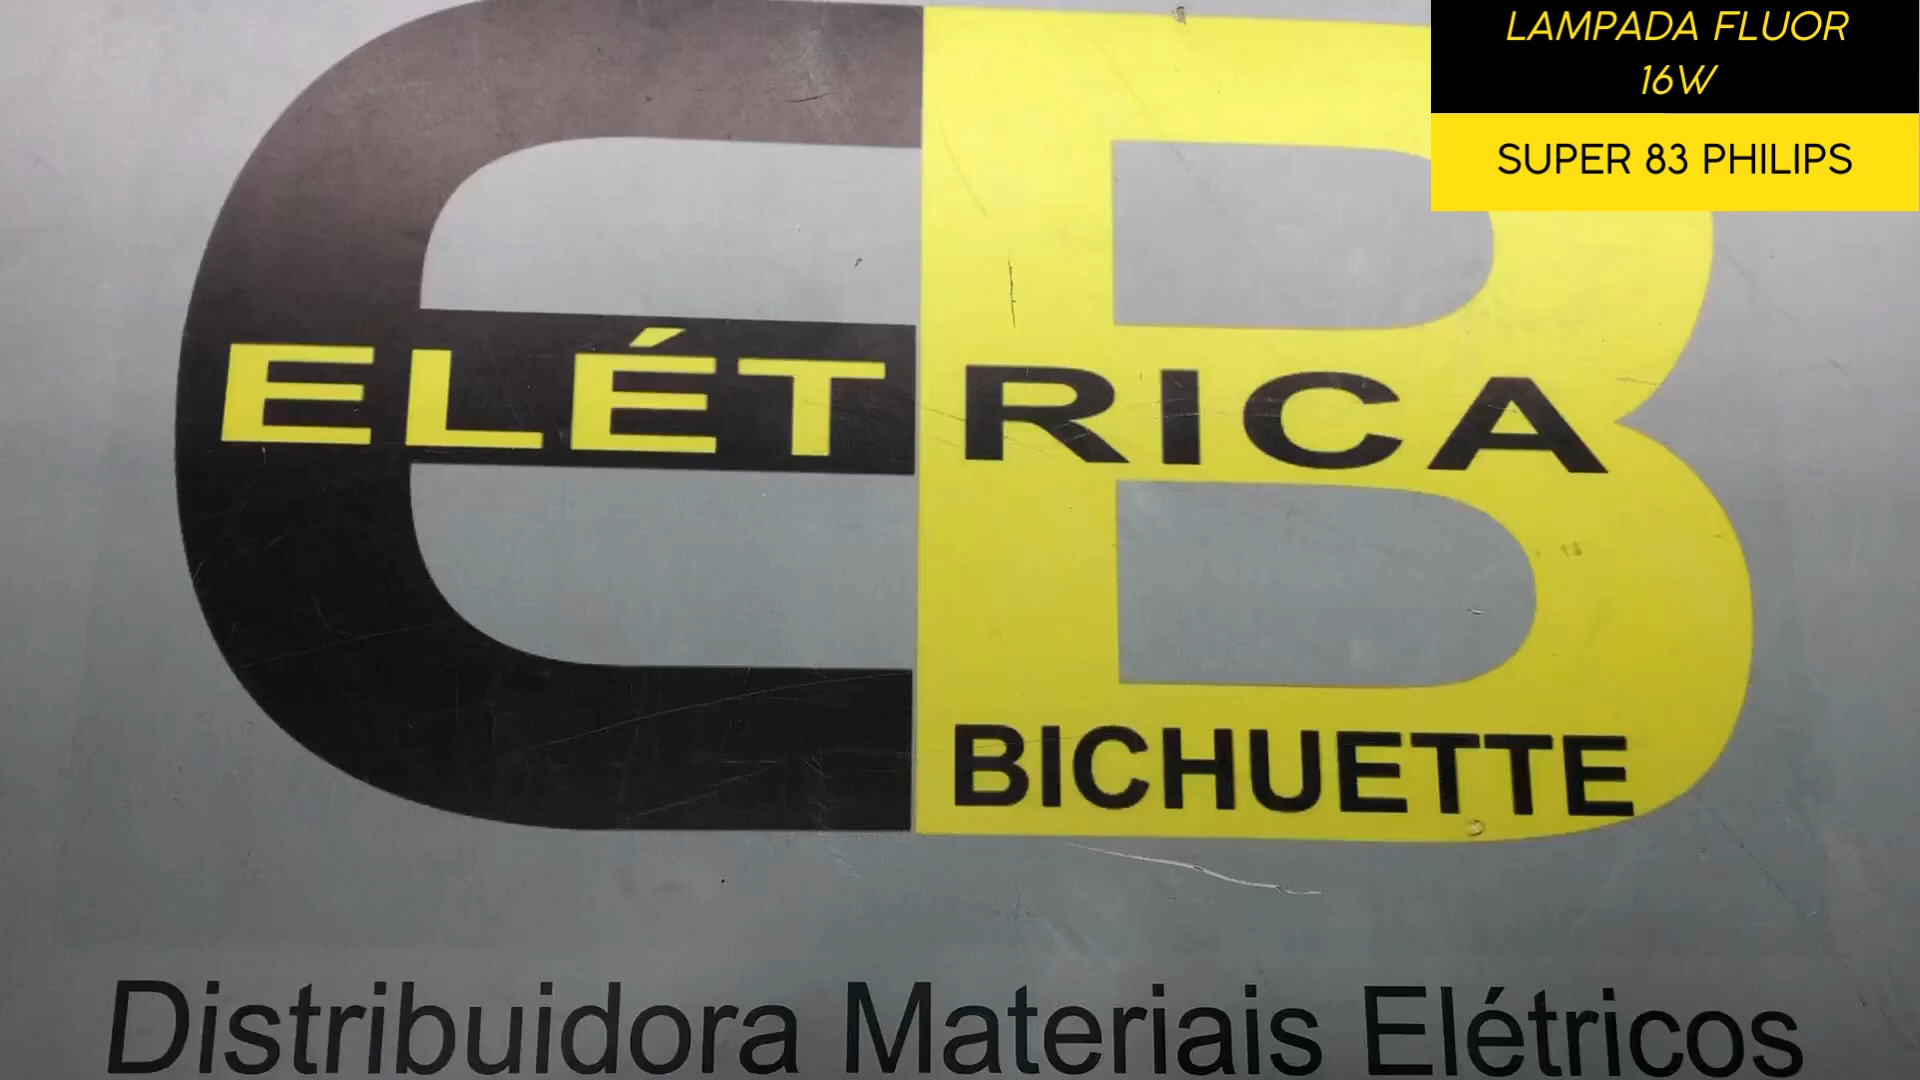 LAMPADA FLUOR
16W
SUPER 83 PHILIPS
ELÉTRICA
BICHUETTE
Distribuidora Materiais Elétricos